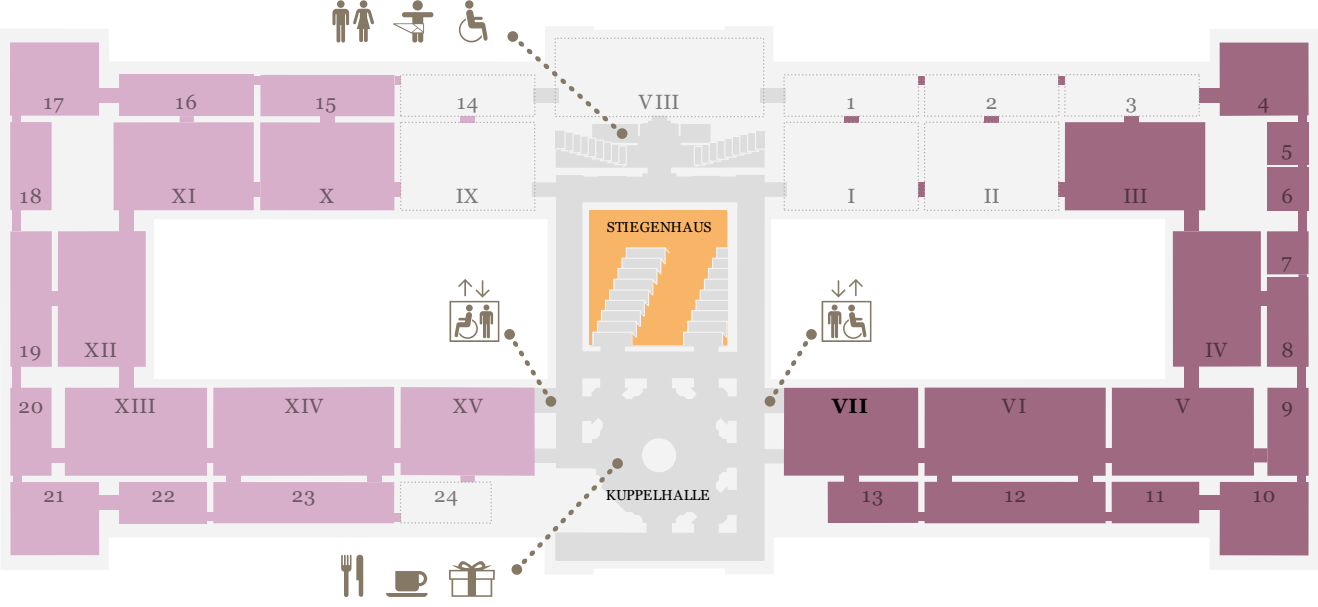 VIII
17
16
15
14
1
2
3
4
5
18
XI
X
IX
I
II
III
6
STIEGENHAUS
7
19
XII
IV
8
20
XIII
XIV
XV
VII
VI
V
9
21
22
23
24
KUPPELHALLE
13
12
11
10